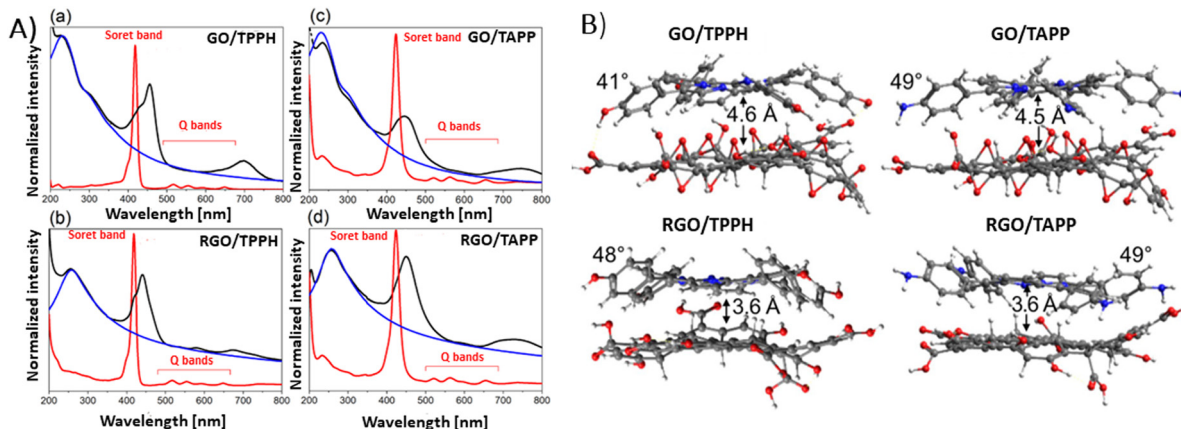 A)
(a)
GO/TPPH
Soret band
Q bands
Normalized intensity
200 300 400 500 600 700 800
Wavelength [nm]
(c)
GO/TAPP
Soret band
Q bands
Normalized intensity
200 300 400 500 600 700 800
Wavelength [nm]
(b)
RGO/TPPH
Soret band
Q bands
Normalized intensity
200 300 400 500 600 700 800
Wavelength [nm]
(d)
RGO/TAPP
Soret band
Q bands
Normalized intensity
200 300 400 500 600 700 800
Wavelength [nm]
B)
GO/TPPH
41°
4.6 Å
GO/TAPP
49°
4.5 Å
RGO/TPPH
48°
3.6 Å
RGO/TAPP
49°
3.6 Å